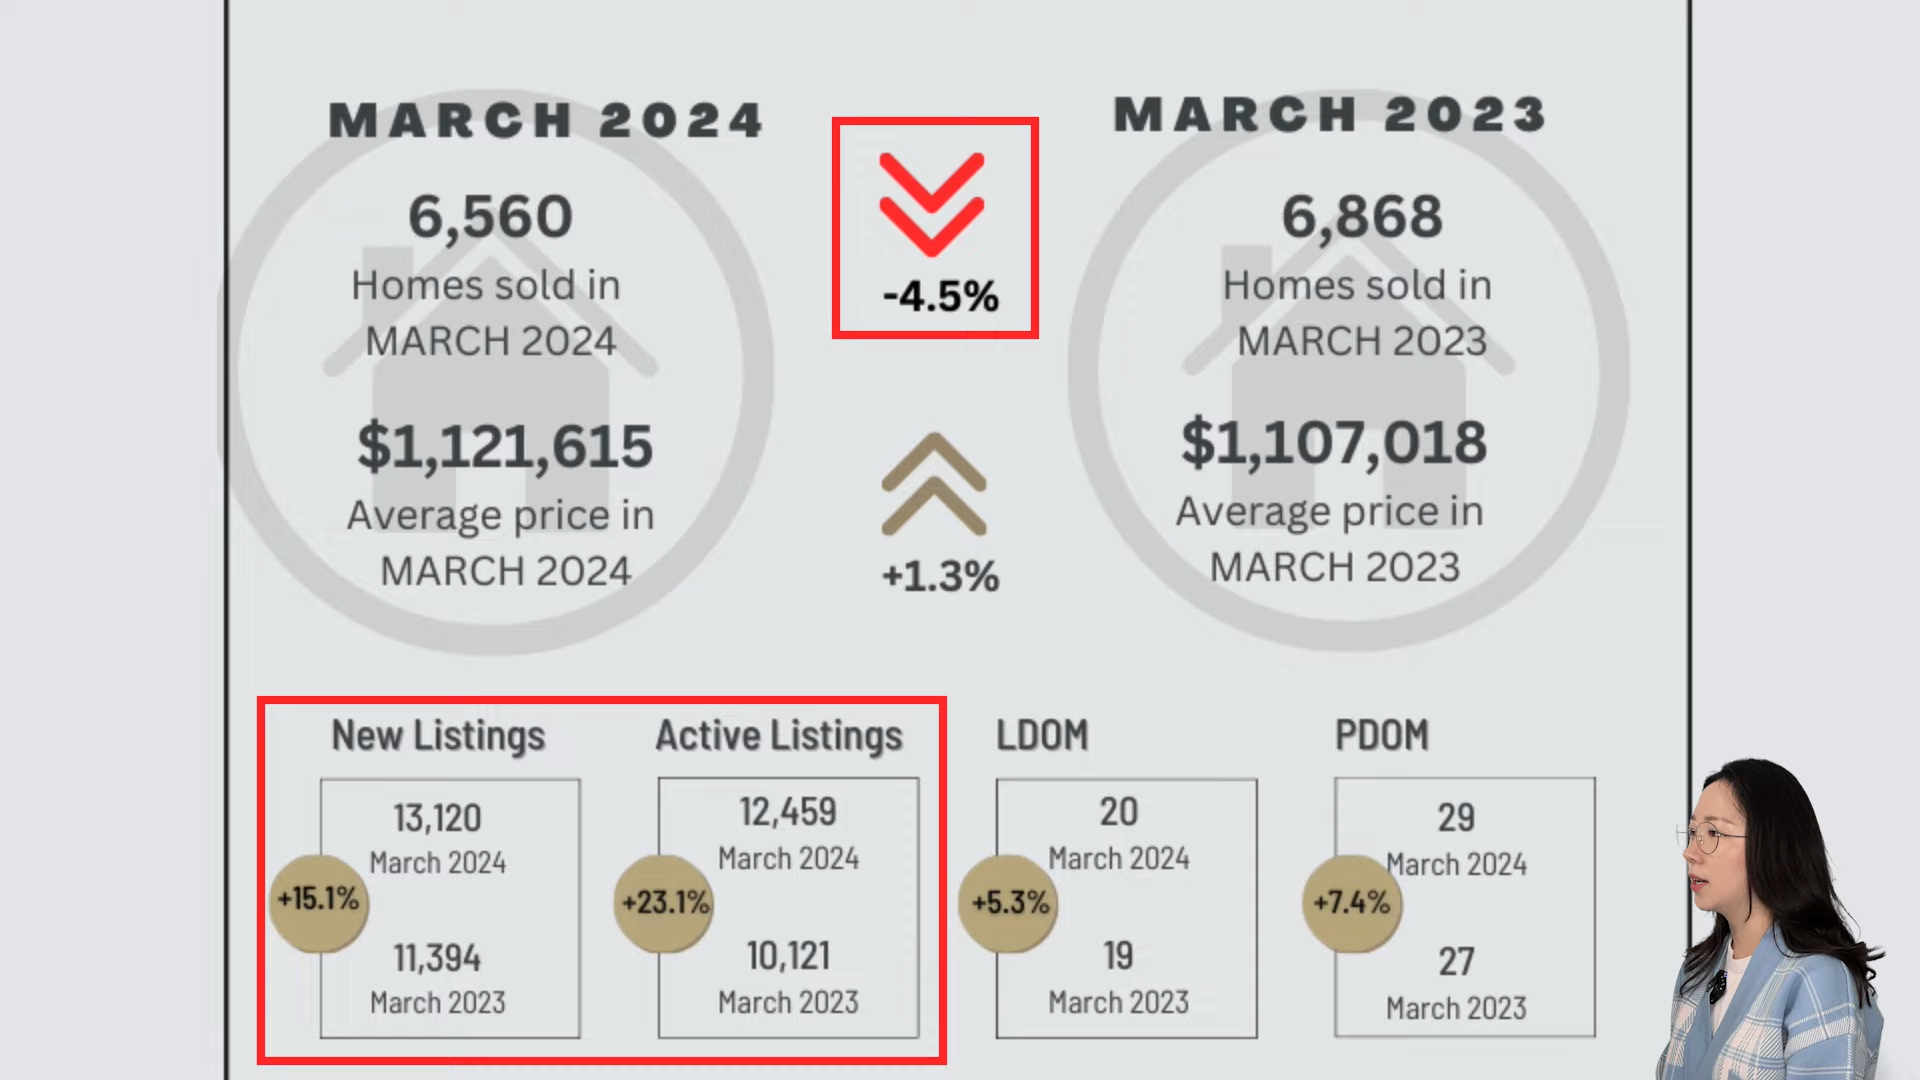 MARCH 2024
6,560
Homes sold in
MARCH 2024
$1,121,615
Average price in
MARCH 2024
-4.5%
+1.3%
MARCH 2023
6,868
Homes sold in
MARCH 2023
$1,107,018
Average price in
MARCH 2023
New Listings
13,120
March 2024
+15.1%
11,394
March 2023
Active Listings
12,459
March 2024
+23.1%
10,121
March 2023
LDOM
20
March 2024
+5.3%
19
March 2023
PDOM
29
March 2024
+7.4%
27
March 2023